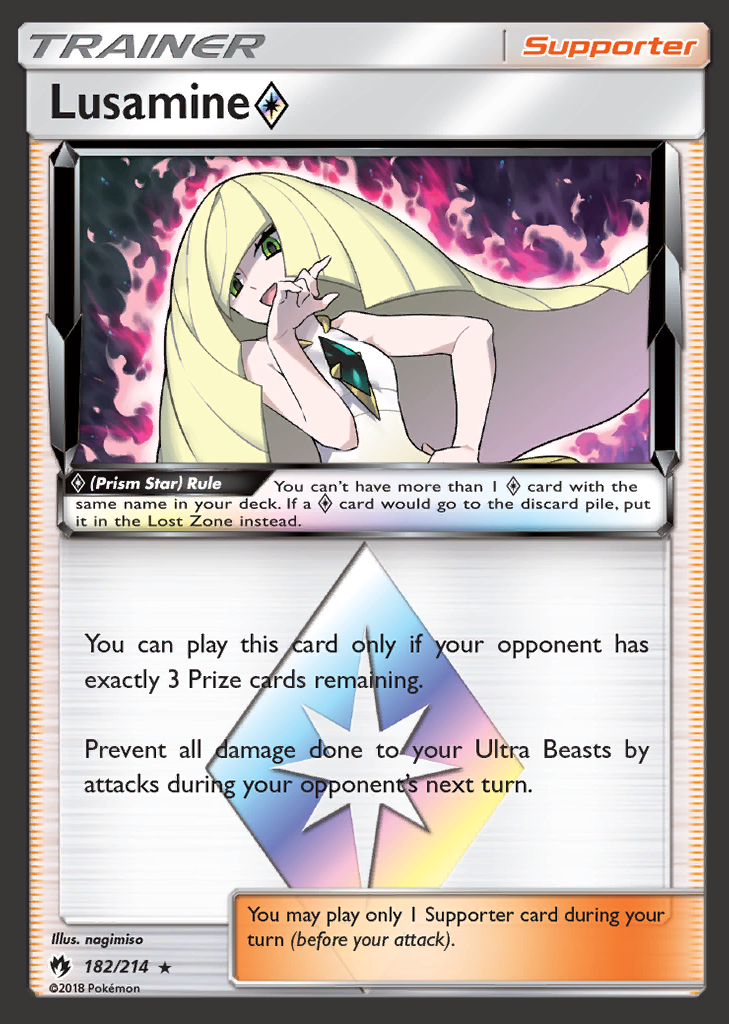 TRAINER
Supporter
Lusamine
(Prism Star) Rule
You can't have more than 1 card with the
same name in your deck. If a card would go to the discard pile, put
it in the Lost Zone instead.
You can play this card only if your opponent has
exactly 3 Prize cards remaining.
Prevent all damage done to your Ultra Beasts by
attacks during your opponent's next turn.
You may play only 1 Supporter card during your
turn (before your attack).
Illus. nagimiso
182/214 ★
©2018 Pokémon